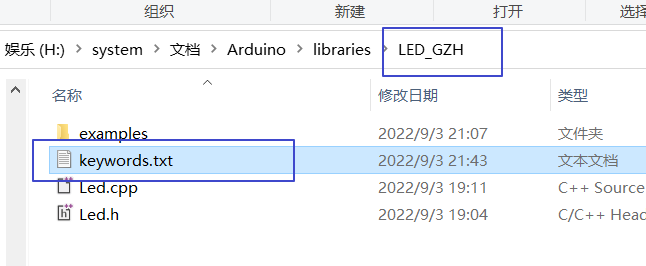 组织 新建 打开 选择
娱乐 (H:) › system › 文档 › Arduino › libraries › LED_GZH
名称 修改日期 类型
examples 2022/9/3 21:07 文件夹
keywords.txt 2022/9/3 21:43 文本文档
Led.cpp 2022/9/3 19:11 C++ Source
Led.h 2022/9/3 19:04 C/C++ Head